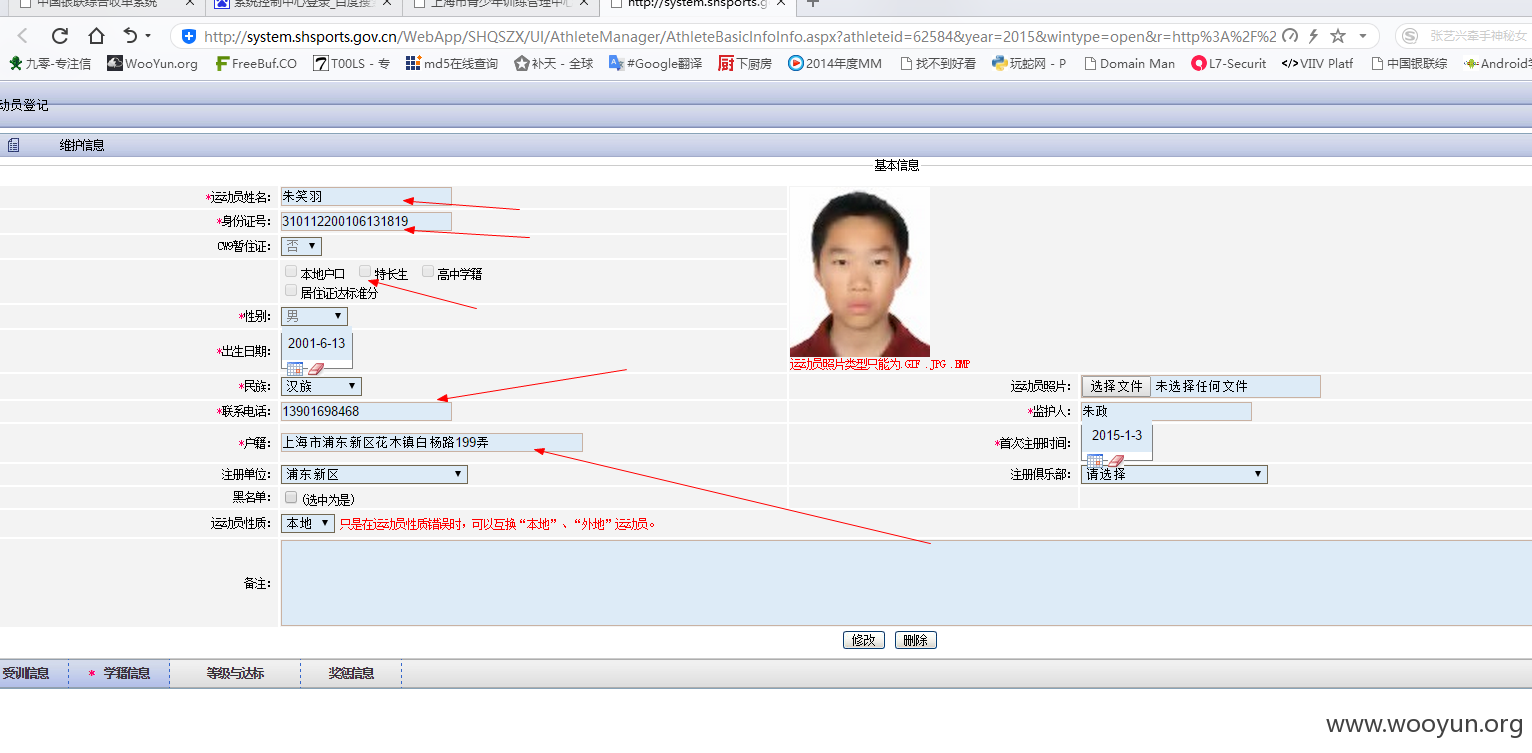 中国银联综合收单系统
系统控制中心登录_百度搜
上海市青少年训练管理中心
http://system.shsports.g
http://system.shsports.gov.cn/WebApp/SHQSZX/UI/AthleteManager/AthleteBasicInfoInfo.aspx?athleteid=62584&year=2015&wintype=open&r=http%3A%2F%2
张艺兴牵手神秘女
九零-专注信 WooYun.org FreeBuf.CO T00LS - 专 md5在线查询 补天 - 全球 #Google翻译 下厨房 2014年度MM 找不到好看 玩蛇网 - P Domain Man L7-Securit VIIV Platf 中国银联综 Android
动员登记
维护信息
基本信息
*运动员姓名: 朱笑羽
*身份证号: 310112200106131819
CW9暂住证: 否
本地户口 特长生 高中学籍
居住证达标准分
*性别: 男
*出生日期: 2001-6-13
运动员照片类型只能为.GIF .JPG .BMP
*民族: 汉族
运动员照片: 选择文件 未选择任何文件
*联系电话: 13901698468
*监护人: 朱政
*户籍: 上海市浦东新区花木镇白杨路199弄
*首次注册时间: 2015-1-3
注册单位: 浦东新区
注册俱乐部: 请选择
黑名单: (选中为是)
运动员性质: 本地 只是在运动员性质错误时，可以互换“本地”、“外地”运动员。
备注:
修改 删除
受训信息 * 学籍信息 等级与达标 奖惩信息
www.wooyun.org